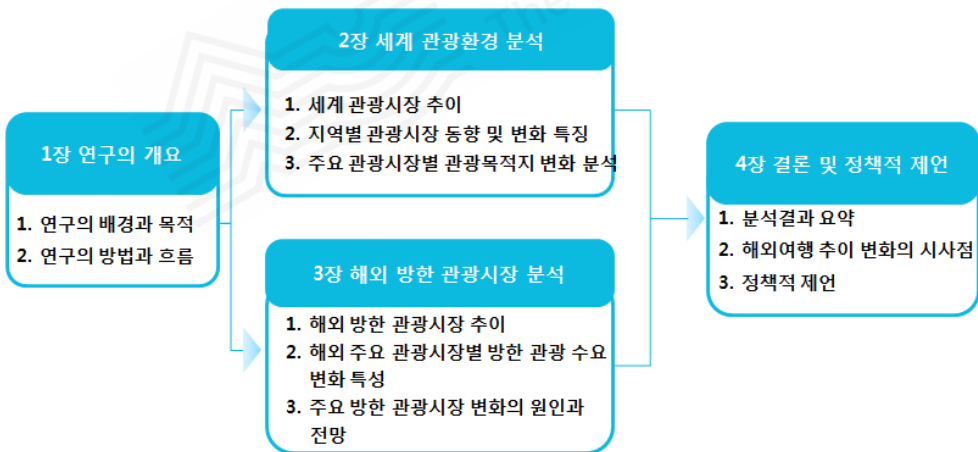 1장 연구의 개요
1. 연구의 배경과 목적
2. 연구의 방법과 흐름
2장 세계 관광환경 분석
1. 세계 관광시장 추이
2. 지역별 관광시장 동향 및 변화 특징
3. 주요 관광시장별 관광목적지 변화 분석
3장 해외 방한 관광시장 분석
1. 해외 방한 관광시장 추이
2. 해외 주요 관광시장별 방한 관광 수요
변화 특성
3. 주요 방한 관광시장 변화의 원인과
전망
4장 결론 및 정책적 제언
1. 분석결과 요약
2. 해외여행 추이 변화의 시사점
3. 정책적 제언
The